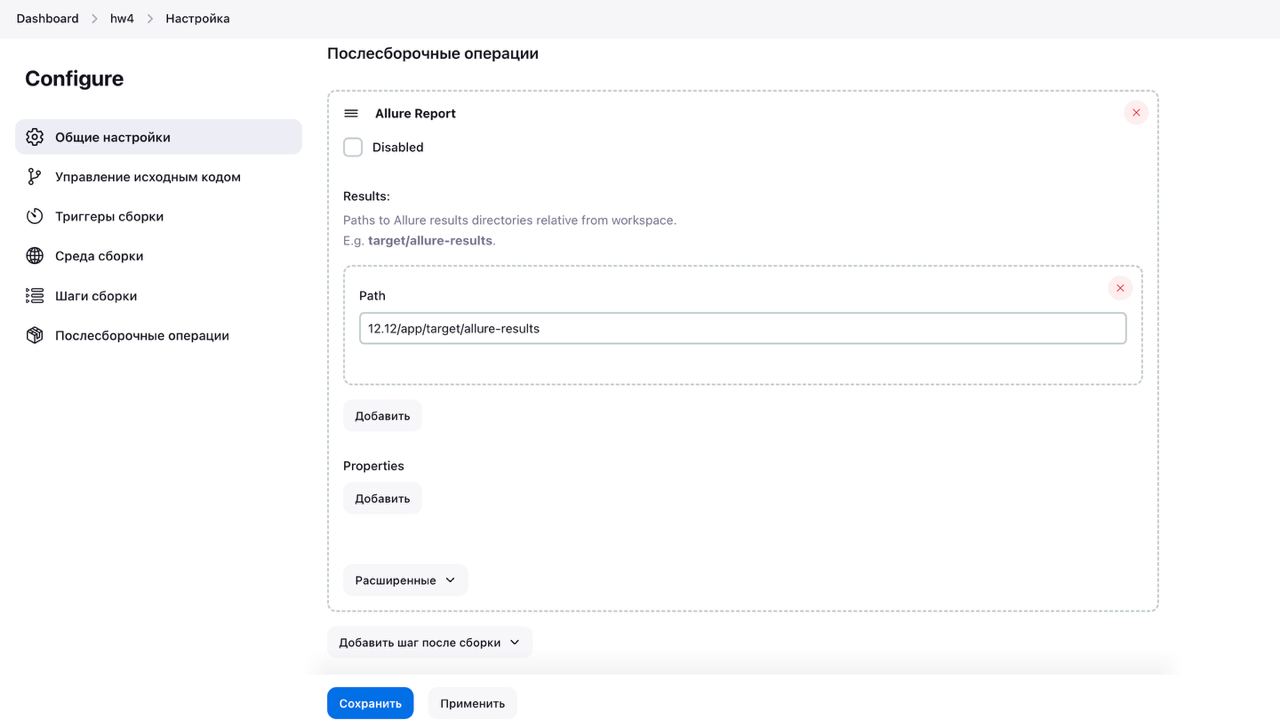 Dashboard > hw4 > Настройка
Configure
Общие настройки
Управление исходным кодом
Триггеры сборки
Среда сборки
Шаги сборки
Послесборочные операции
Послесборочные операции
Allure Report
Disabled
Results:
Paths to Allure results directories relative from workspace.
E.g. target/allure-results.
Path
12.12/app/target/allure-results
Добавить
Properties
Добавить
Расширенные
Добавить шаг после сборки
Сохранить Применить